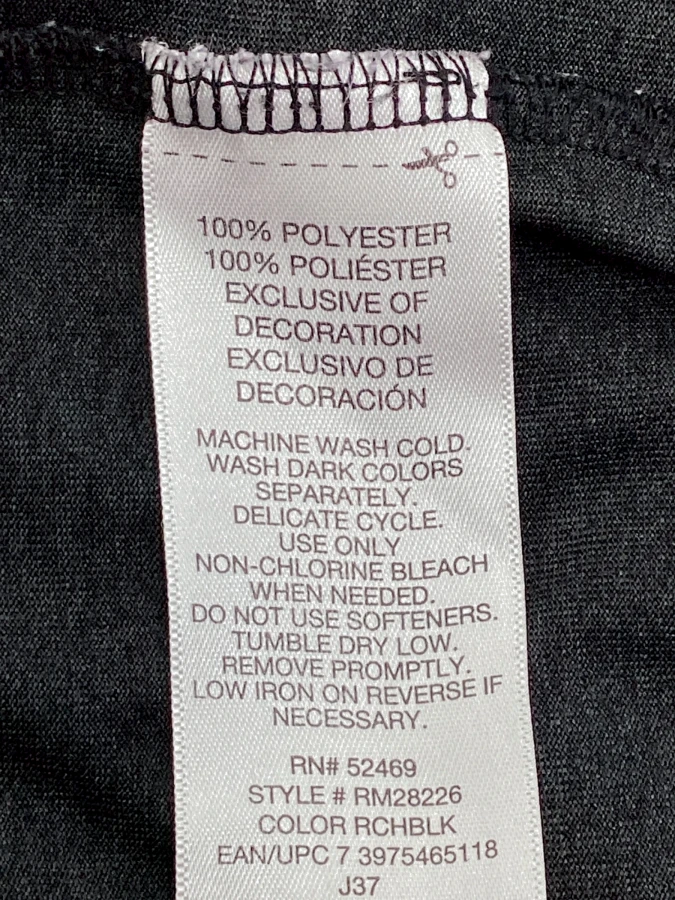 100% POLYESTER
100% POLIÉSTER
EXCLUSIVE OF
DECORATION
EXCLUSIVO DE
DECORACIÓN
MACHINE WASH COLD.
WASH DARK COLORS
SEPARATELY.
DELICATE CYCLE.
USE ONLY
NON-CHLORINE BLEACH
WHEN NEEDED.
DO NOT USE SOFTENERS.
TUMBLE DRY LOW.
REMOVE PROMPTLY.
LOW IRON ON REVERSE IF
NECESSARY.
RN# 52469
STYLE # RM28226
COLOR RCHBLK
EAN/UPC 7 3975465118
J37